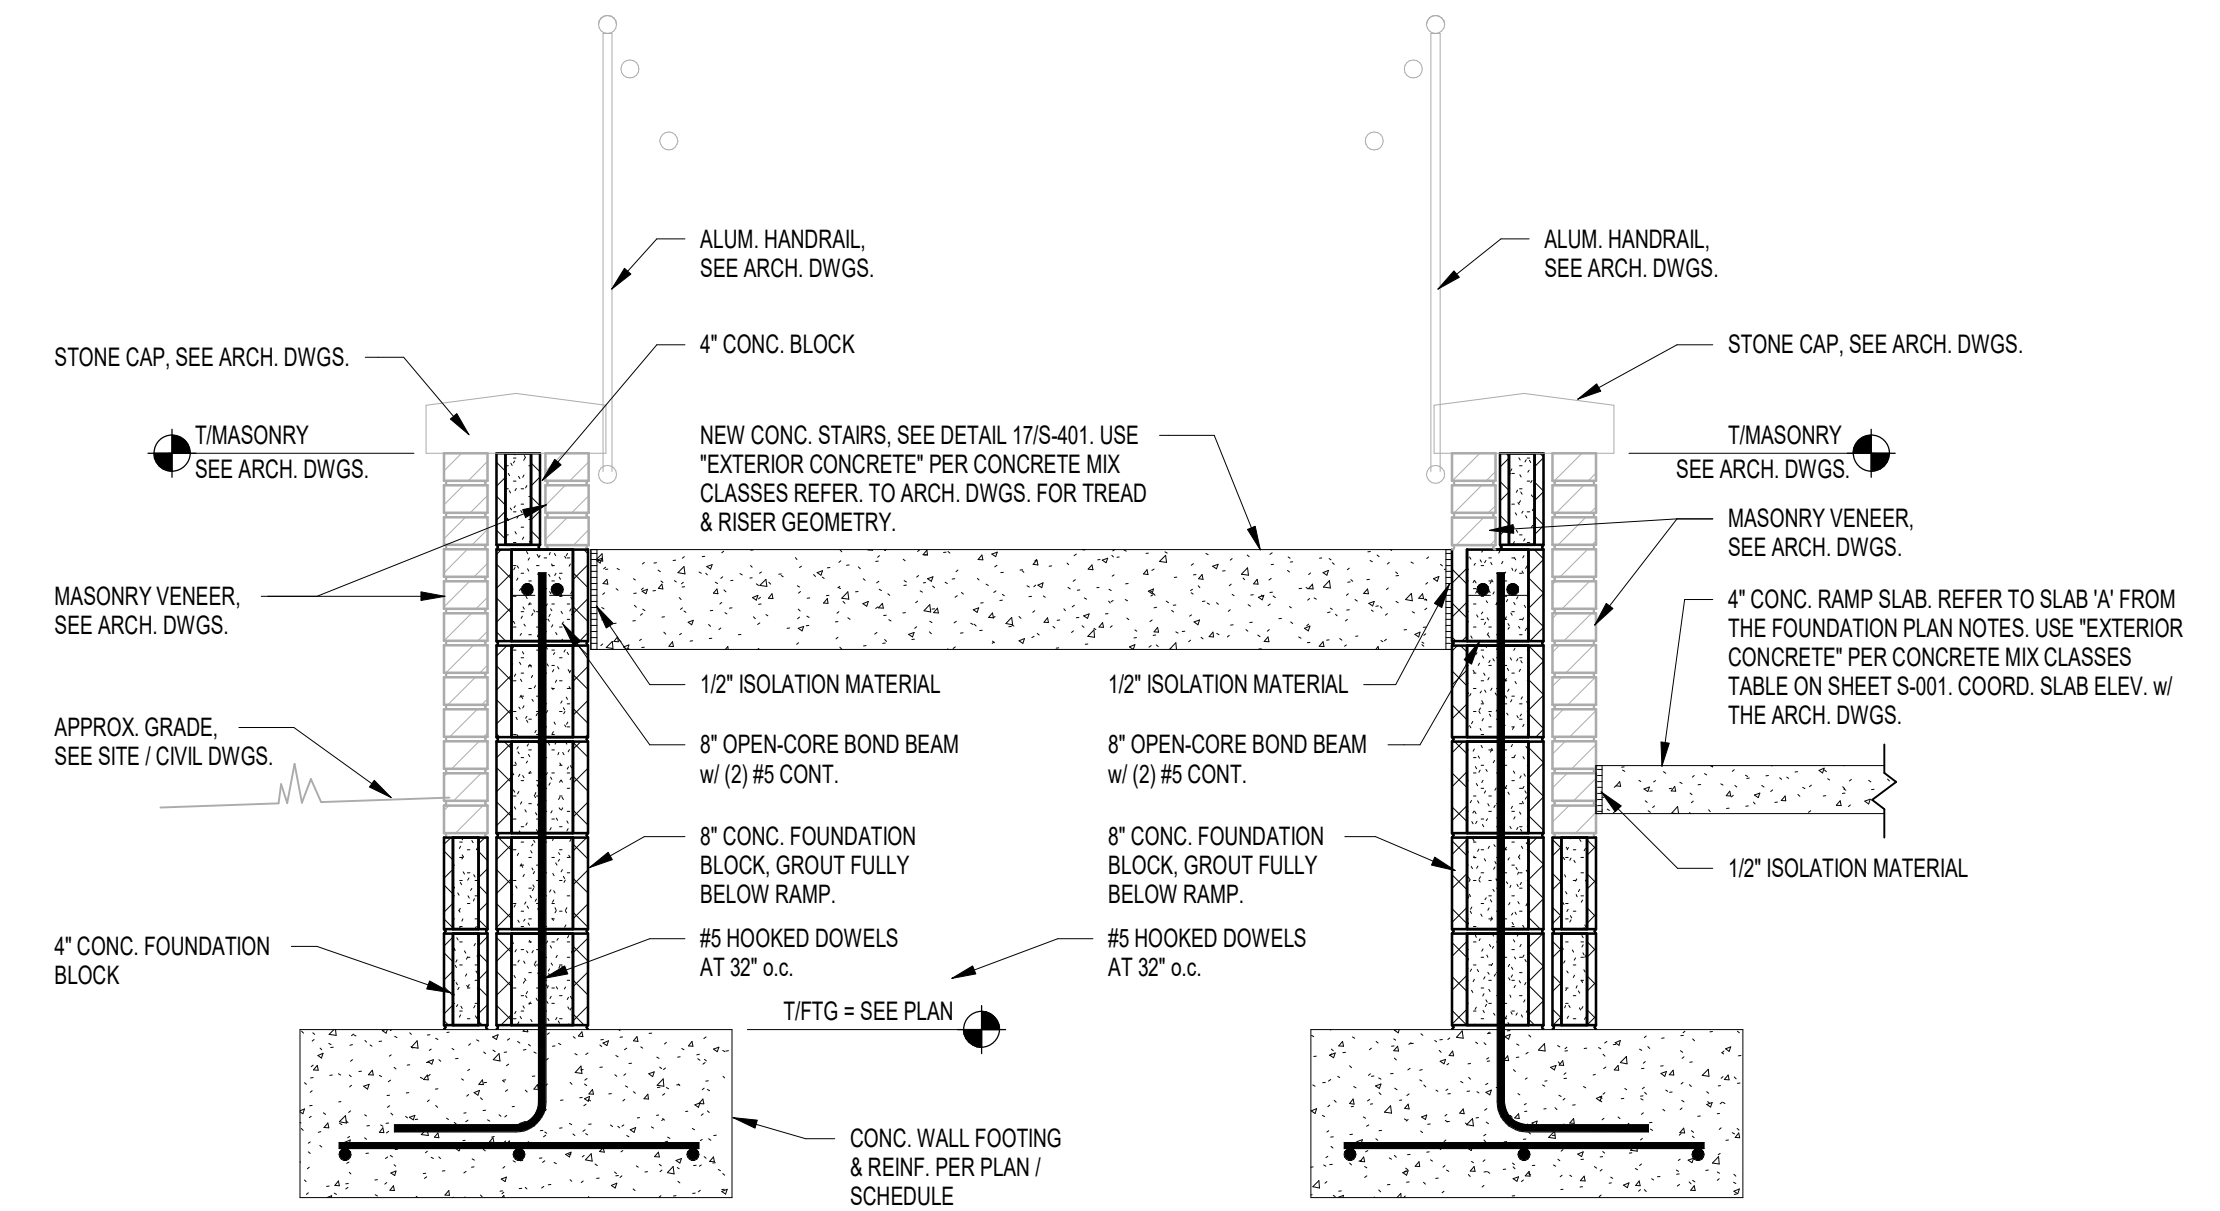 ALUM. HANDRAIL,
SEE ARCH. DWGS.
ALUM. HANDRAIL,
SEE ARCH. DWGS.
4" CONC. BLOCK
STONE CAP, SEE ARCH. DWGS.
STONE CAP, SEE ARCH. DWGS.
T/MASONRY
SEE ARCH. DWGS.
NEW CONC. STAIRS, SEE DETAIL 17/S-401. USE
"EXTERIOR CONCRETE" PER CONCRETE MIX
CLASSES REFER. TO ARCH. DWGS. FOR TREAD
& RISER GEOMETRY.
T/MASONRY
SEE ARCH. DWGS.
MASONRY VENEER,
SEE ARCH. DWGS.
MASONRY VENEER,
SEE ARCH. DWGS.
4" CONC. RAMP SLAB. REFER TO SLAB 'A' FROM
THE FOUNDATION PLAN NOTES. USE "EXTERIOR
CONCRETE" PER CONCRETE MIX CLASSES
TABLE ON SHEET S-001. COORD. SLAB ELEV. w/
THE ARCH. DWGS.
1/2" ISOLATION MATERIAL
1/2" ISOLATION MATERIAL
APPROX. GRADE,
SEE SITE / CIVIL DWGS.
8" OPEN-CORE BOND BEAM
w/ (2) #5 CONT.
8" OPEN-CORE BOND BEAM
w/ (2) #5 CONT.
8" CONC. FOUNDATION
BLOCK, GROUT FULLY
BELOW RAMP.
8" CONC. FOUNDATION
BLOCK, GROUT FULLY
BELOW RAMP.
1/2" ISOLATION MATERIAL
4" CONC. FOUNDATION
BLOCK
#5 HOOKED DOWELS
AT 32" o.c.
#5 HOOKED DOWELS
AT 32" o.c.
T/FTG = SEE PLAN
CONC. WALL FOOTING
& REINF. PER PLAN /
SCHEDULE